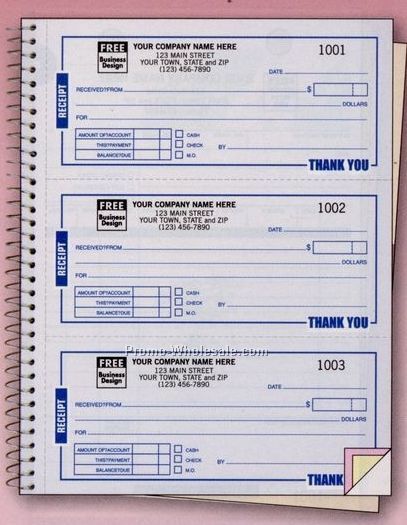 FREE
Business
Design
YOUR COMPANY NAME HERE
123 MAIN STREET
YOUR TOWN, STATE and ZIP
(123) 456-7890
1001
DATE
RECEIPT
RECEIVED?FROM
$
DOLLARS
FOR
AMOUNT OF?ACCOUNT
THIS?PAYMENT
BALANCE?DUE
CASH
CHECK
M.O.
BY
THANK YOU
FREE
Business
Design
YOUR COMPANY NAME HERE
123 MAIN STREET
YOUR TOWN, STATE and ZIP
(123) 456-7890
1002
DATE
RECEIPT
RECEIVED?FROM
$
DOLLARS
FOR
AMOUNT OF?ACCOUNT
THIS?PAYMENT
BALANCE?DUE
CASH
CHECK
M.O.
BY
THANK YOU
Promo-Wholesale.com
FREE
Business
Design
YOUR COMPANY NAME HERE
123 MAIN STREET
YOUR TOWN, STATE and ZIP
(123) 456-7890
1003
DATE
RECEIPT
RECEIVED?FROM
$
DOLLARS
FOR
AMOUNT OF?ACCOUNT
THIS?PAYMENT
BALANCE?DUE
CASH
CHECK
M.O.
BY
THANK